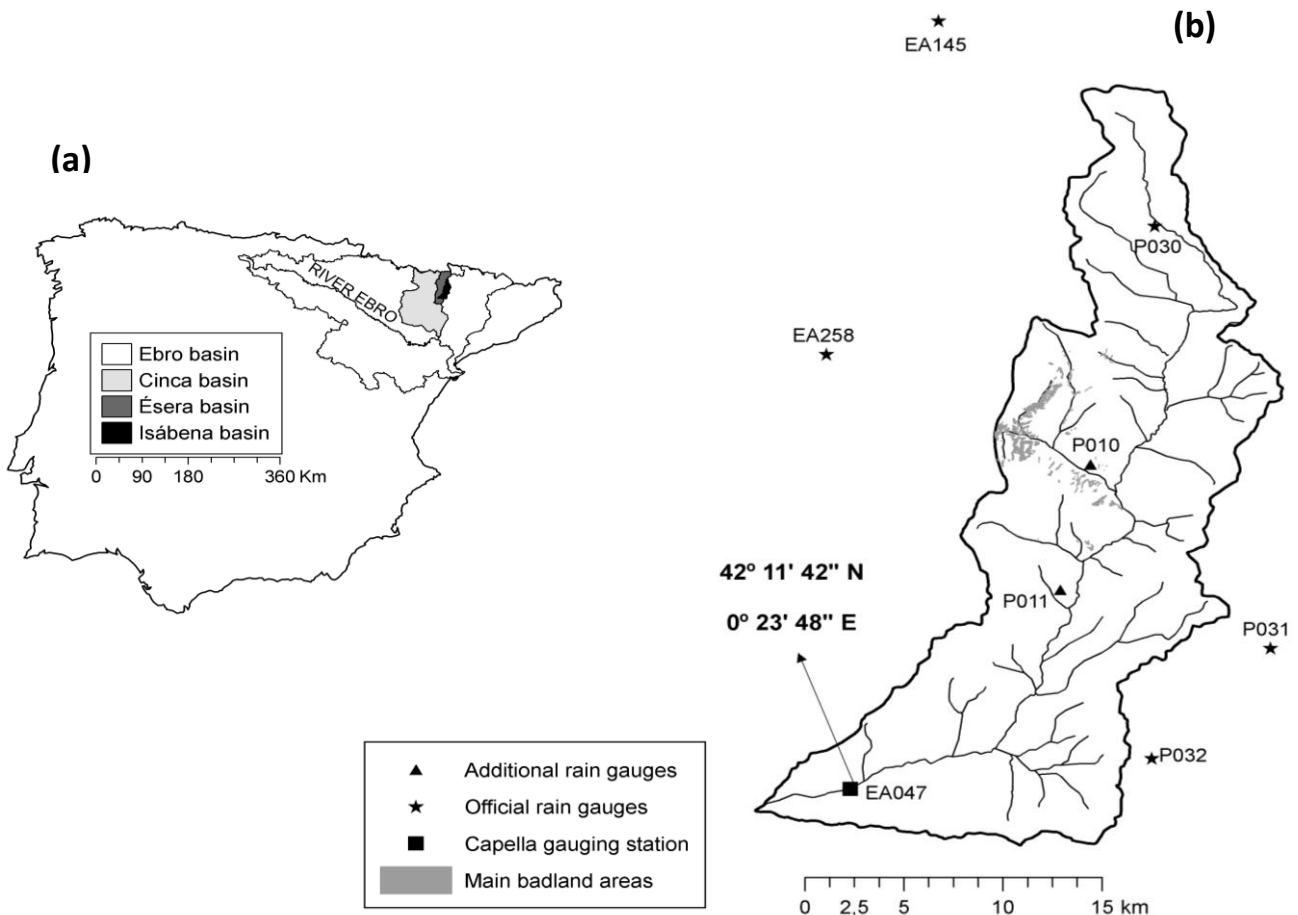 (a)
RIVER EBRO
Ebro basin
Cinca basin
Ésera basin
Isábena basin
0 90 180 360 Km
(b)
EA145
P030
EA258
P010
42º 11' 42" N
0º 23' 48" E
P011
P031
P032
EA047
Additional rain gauges
Official rain gauges
Capella gauging station
Main badland areas
0 2,5 5 10 15 km